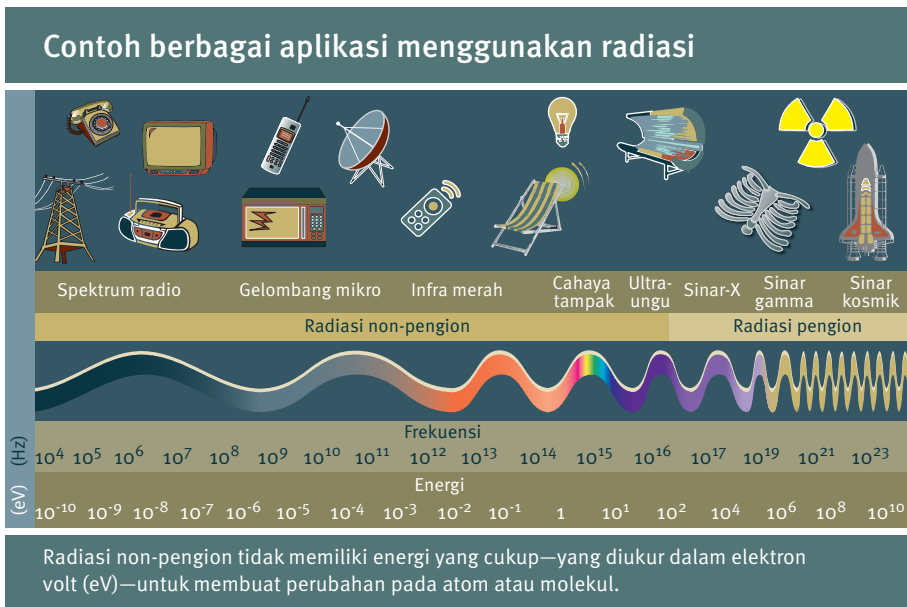 Contoh berbagai aplikasi menggunakan radiasi
Spektrum radio
Gelombang mikro
Infra merah
Cahaya
tampak
Ultra-
ungu
Sinar-X
Sinar
gamma
Sinar
kosmik
Radiasi non-pengion
Radiasi pengion
Frekuensi
(Hz) 10⁴ 10⁵ 10⁶ 10⁷ 10⁸ 10⁹ 10¹⁰ 10¹¹ 10¹² 10¹³ 10¹⁴ 10¹⁵ 10¹⁶ 10¹⁷ 10¹⁹ 10²¹ 10²³
Energi
(eV) 10⁻¹⁰ 10⁻⁹ 10⁻⁸ 10⁻⁷ 10⁻⁶ 10⁻⁵ 10⁻⁴ 10⁻³ 10⁻² 10⁻¹ 1 10¹ 10² 10⁴ 10⁶ 10⁸ 10¹⁰
Radiasi non-pengion tidak memiliki energi yang cukup—yang diukur dalam elektron
volt (eV)—untuk membuat perubahan pada atom atau molekul.